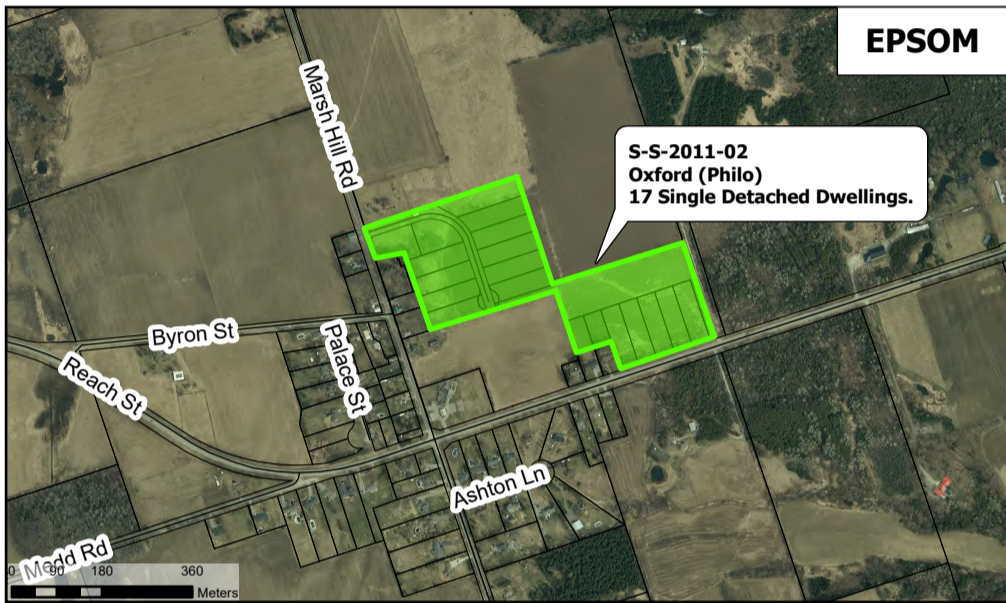 EPSOM
Marsh Hill Rd
S-S-2011-02
Oxford (Philo)
17 Single Detached Dwellings.
Byron St
Palace St
Reach St
Ashton Ln
Medd Rd
0 90 180 360
Meters